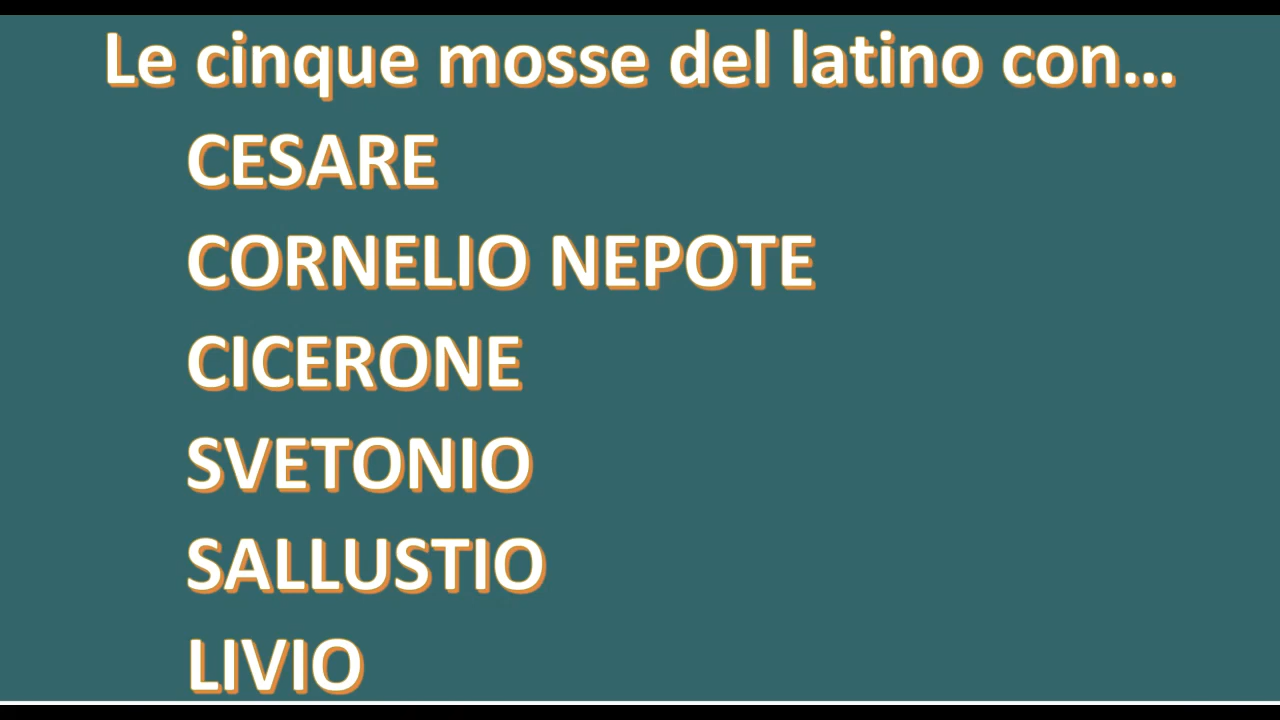 Le cinque mosse del latino con...
CESARE
CORNELIO NEPOTE
CICERONE
SVETONIO
SALLUSTIO
LIVIO